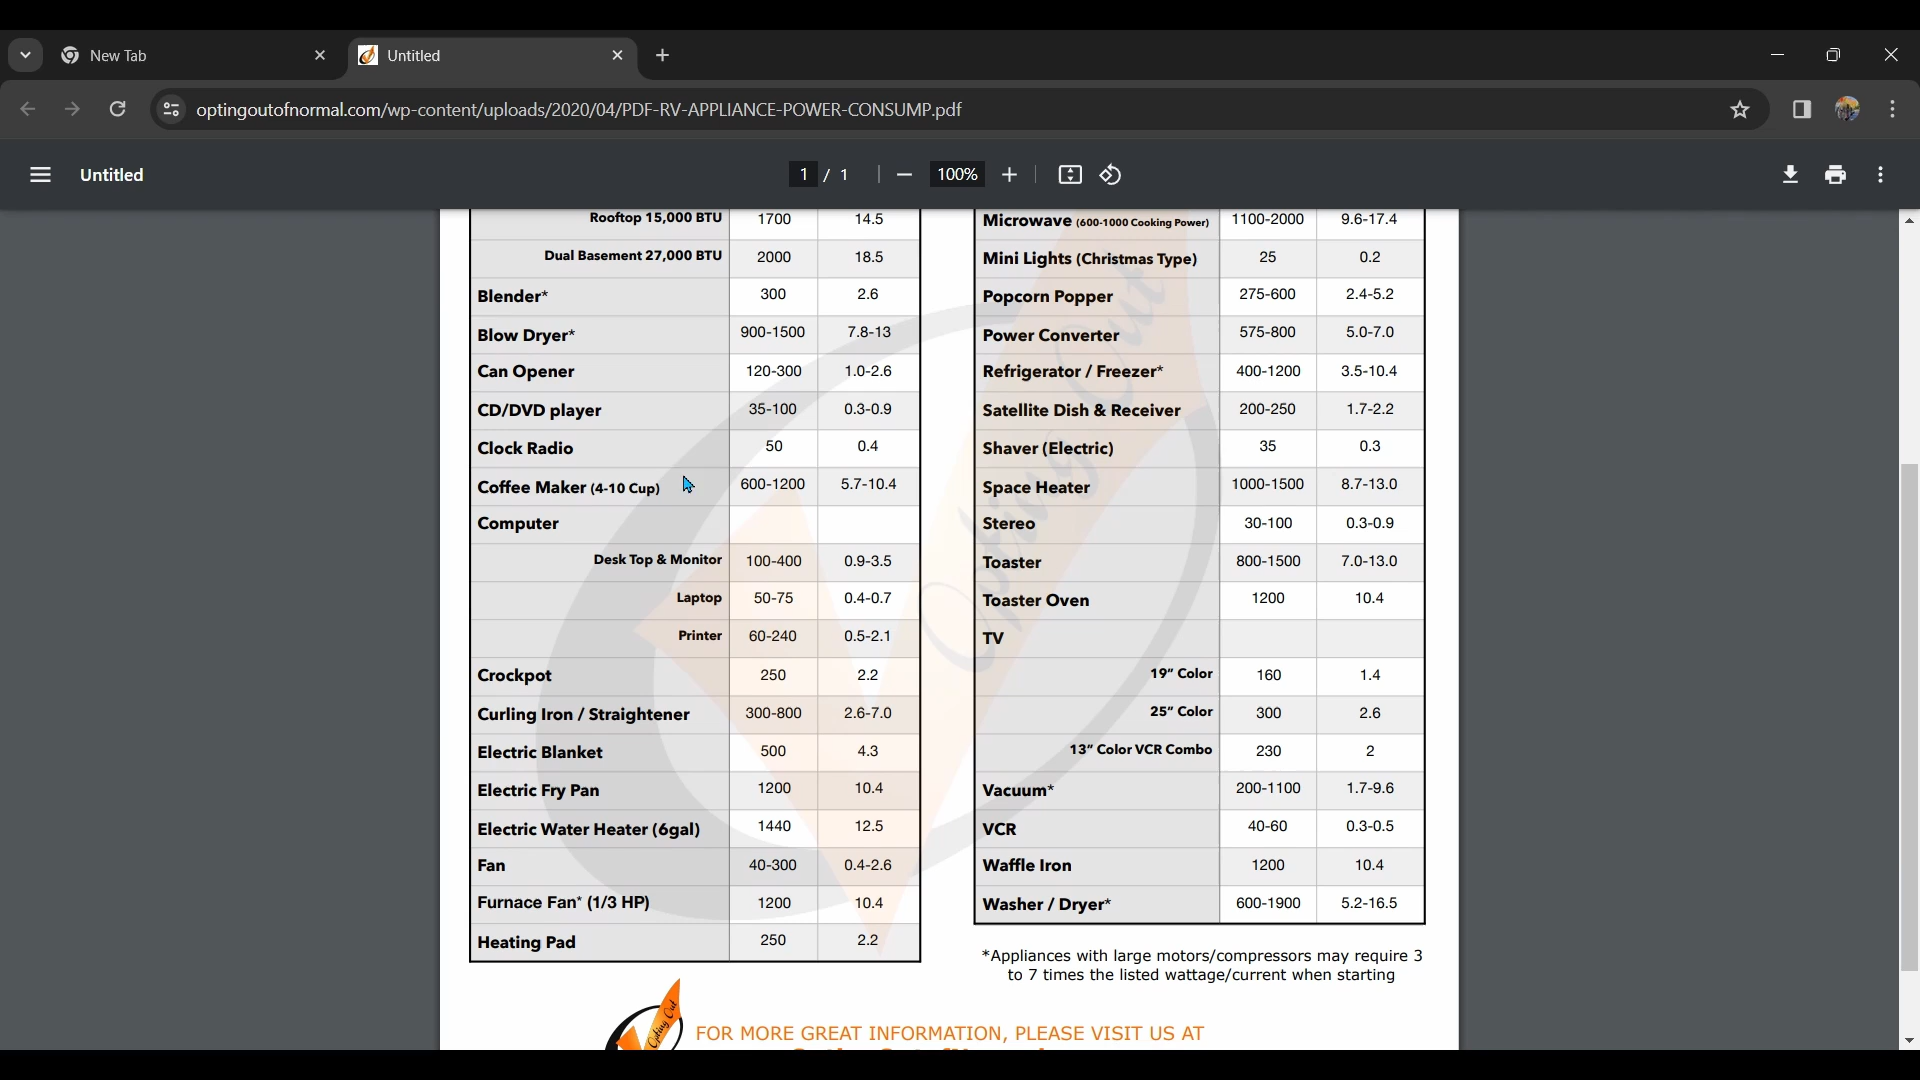 New Tab
Untitled
optingoutofnormal.com/wp-content/uploads/2020/04/PDF-RV-APPLIANCE-POWER-CONSUMP.pdf
Untitled
1 / 1
100%
Rooftop 15,000 BTU 1700 14.5
Dual Basement 27,000 BTU 2000 18.5
Blender* 300 2.6
Blow Dryer* 900-1500 7.8-13
Can Opener 120-300 1.0-2.6
CD/DVD player 35-100 0.3-0.9
Clock Radio 50 0.4
Coffee Maker (4-10 Cup) 600-1200 5.7-10.4
Computer
Desk Top & Monitor 100-400 0.9-3.5
Laptop 50-75 0.4-0.7
Printer 60-240 0.5-2.1
Crockpot 250 2.2
Curling Iron / Straightener 300-800 2.6-7.0
Electric Blanket 500 4.3
Electric Fry Pan 1200 10.4
Electric Water Heater (6gal) 1440 12.5
Fan 40-300 0.4-2.6
Furnace Fan* (1/3 HP) 1200 10.4
Heating Pad 250 2.2
Microwave (600-1000 Cooking Power) 1100-2000 9.6-17.4
Mini Lights (Christmas Type) 25 0.2
Popcorn Popper 275-600 2.4-5.2
Power Converter 575-800 5.0-7.0
Refrigerator / Freezer* 400-1200 3.5-10.4
Satellite Dish & Receiver 200-250 1.7-2.2
Shaver (Electric) 35 0.3
Space Heater 1000-1500 8.7-13.0
Stereo 30-100 0.3-0.9
Toaster 800-1500 7.0-13.0
Toaster Oven 1200 10.4
TV
19” Color 160 1.4
25” Color 300 2.6
13” Color VCR Combo 230 2
Vacuum* 200-1100 1.7-9.6
VCR 40-60 0.3-0.5
Waffle Iron 1200 10.4
Washer / Dryer* 600-1900 5.2-16.5
*Appliances with large motors/compressors may require 3
to 7 times the listed wattage/current when starting
Opting Out
Opting Out
FOR MORE GREAT INFORMATION, PLEASE VISIT US AT